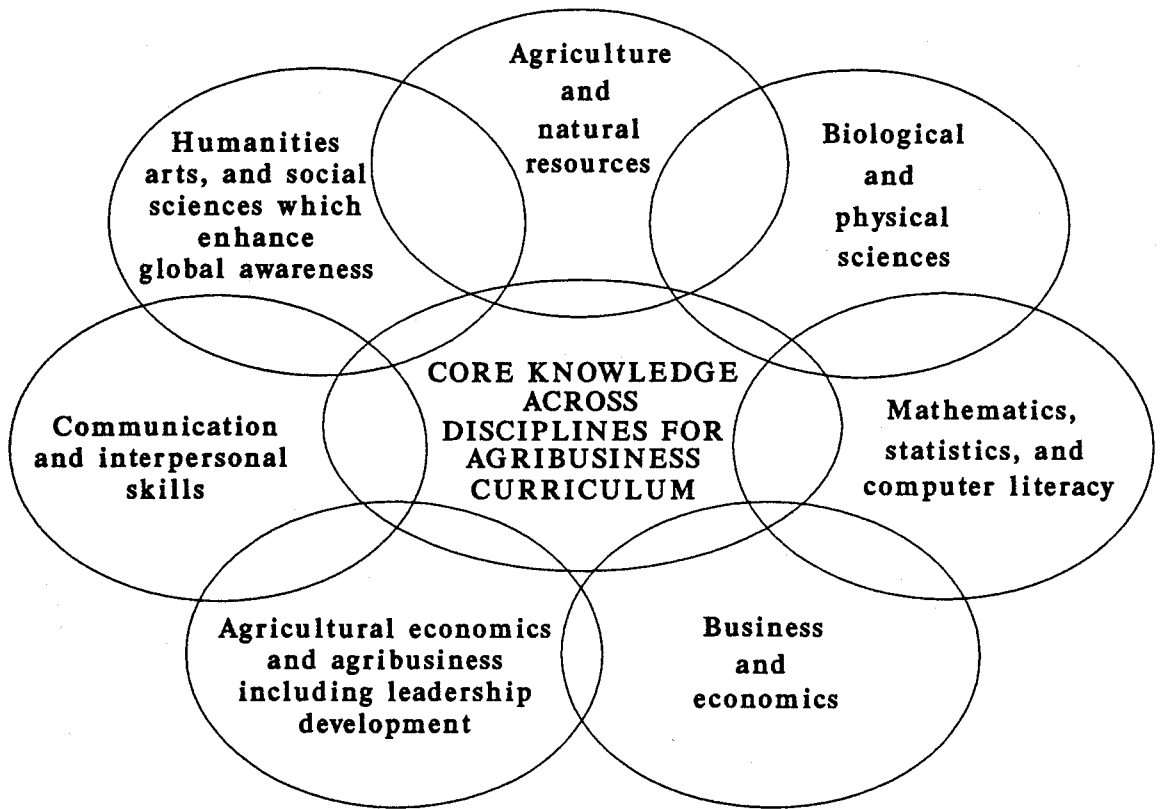 Agriculture
and
natural
resources
Humanities
arts, and social
sciences which
enhance
global awareness
Biological
and
physical
sciences
CORE KNOWLEDGE
ACROSS
DISCIPLINES FOR
AGRIBUSINESS
CURRICULUM
Communication
and interpersonal
skills
Mathematics,
statistics, and
computer literacy
Agricultural economics
and agribusiness
including leadership
development
Business
and
economics